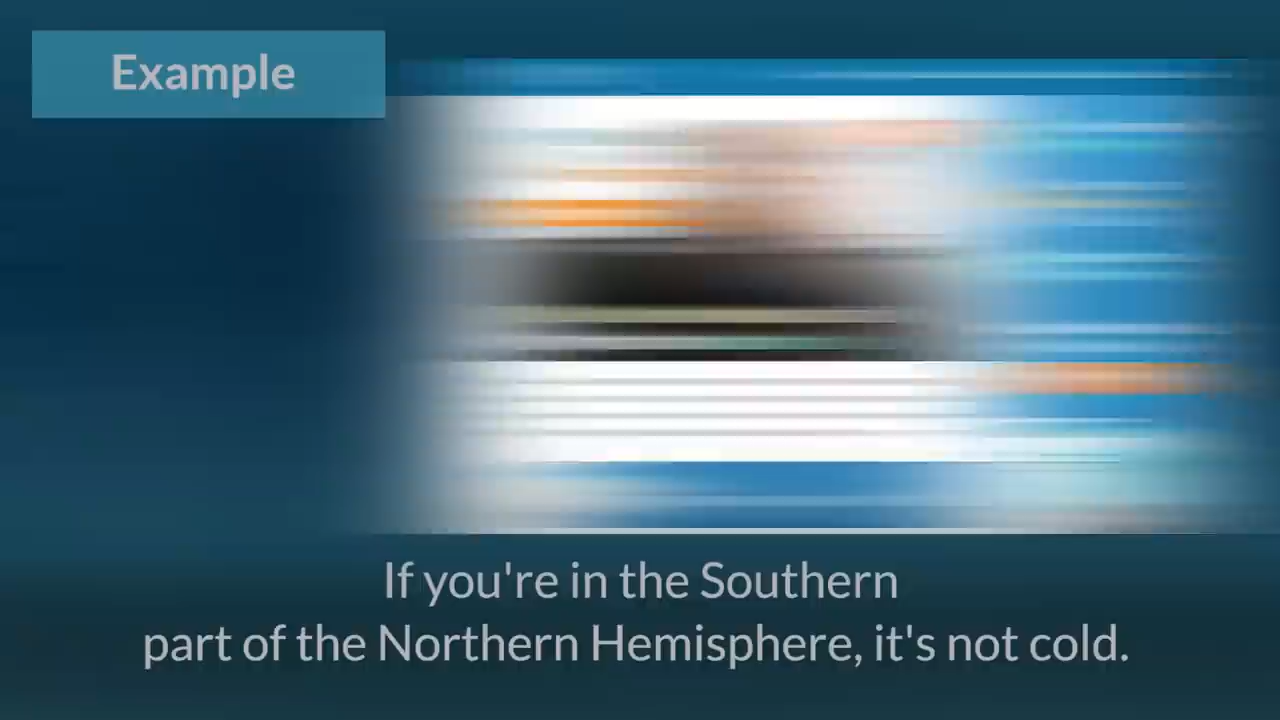 Example
If you're in the Southern
part of the Northern Hemisphere, it's not cold.